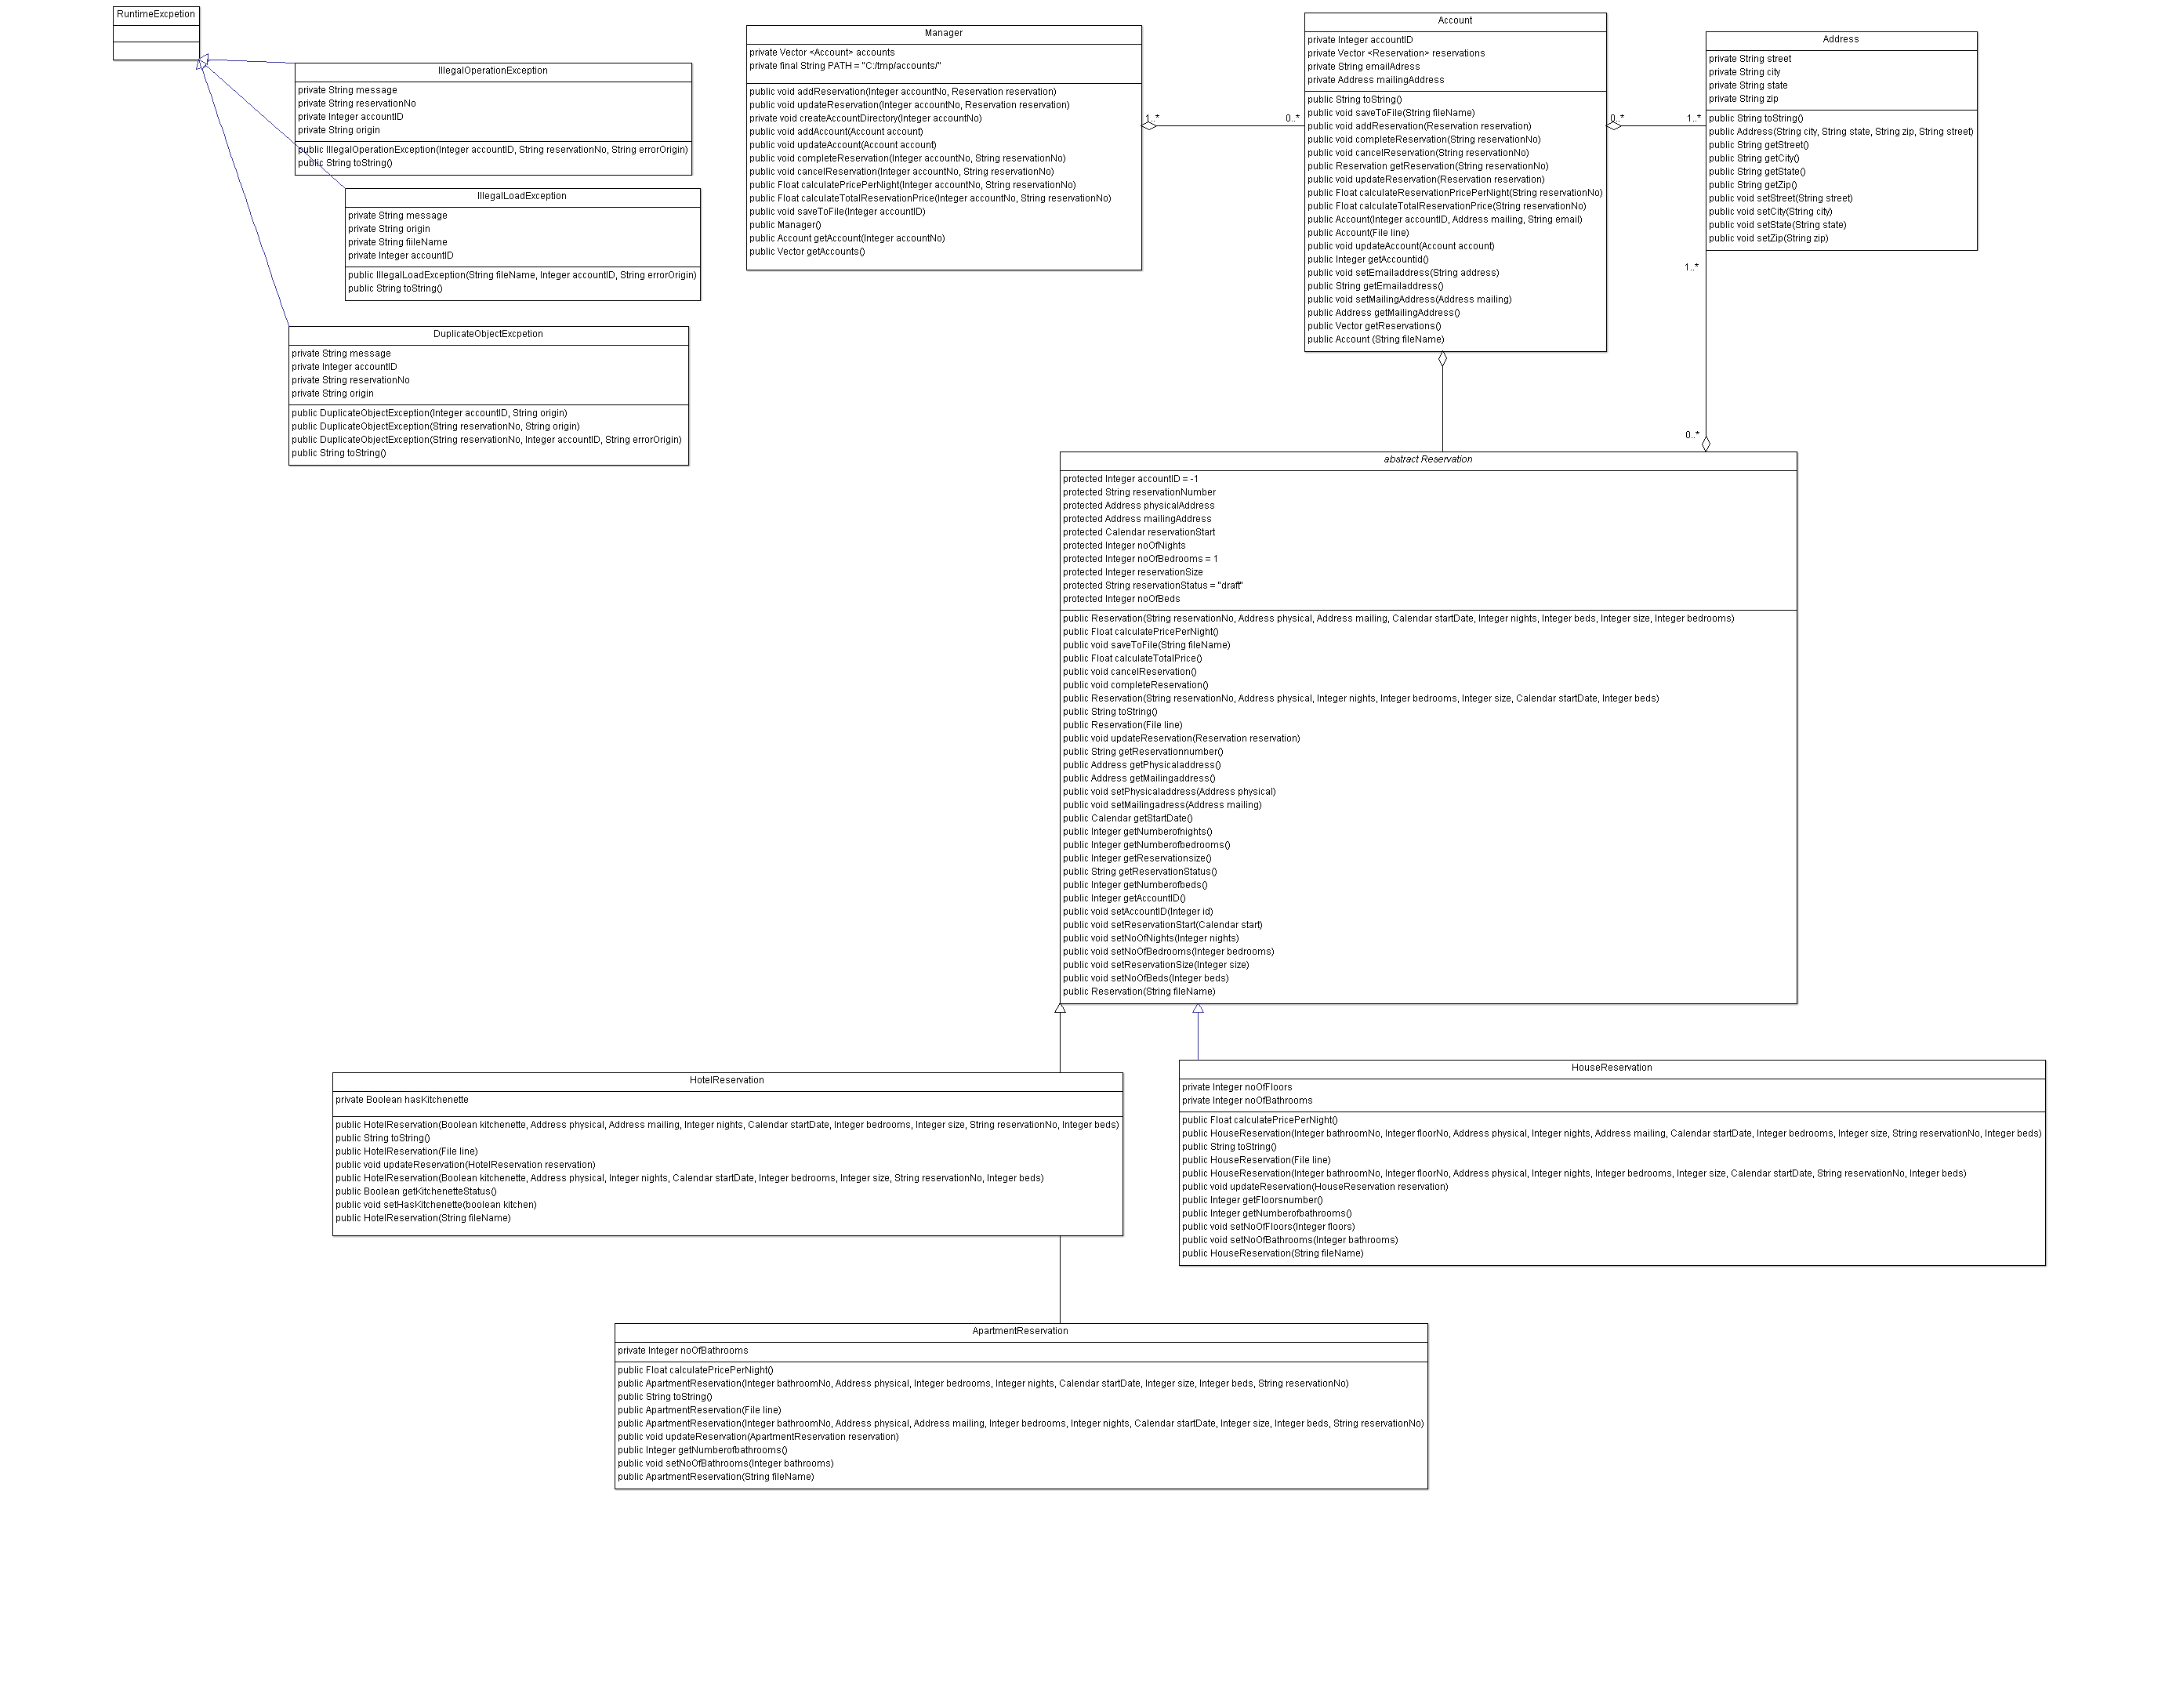 RuntimeExcpetion
IllegalOperationException
private String message
private String reservationNo
private Integer accountID
private String origin
public IllegalOperationException(Integer accountID, String reservationNo, String errorOrigin)
public String toString()
IllegalLoadException
private String message
private String origin
private String fiileName
private Integer accountID
public IllegalLoadException(String fileName, Integer accountID, String errorOrigin)
public String toString()
DuplicateObjectExcpetion
private String message
private Integer accountID
private String reservationNo
private String origin
public DuplicateObjectException(Integer accountID, String origin)
public DuplicateObjectException(String reservationNo, String origin)
public DuplicateObjectException(String reservationNo, Integer accountID, String errorOrigin)
public String toString()
Manager
private Vector <Account> accounts
private final String PATH = "C:/tmp/accounts/"
public void addReservation(Integer accountNo, Reservation reservation)
public void updateReservation(Integer accountNo, Reservation reservation)
private void createAccountDirectory(Integer accountNo)
public void addAccount(Account account)
public void updateAccount(Account account)
public void completeReservation(Integer accountNo, String reservationNo)
public void cancelReservation(Integer accountNo, String reservationNo)
public Float calculatePricePerNight(Integer accountNo, String reservationNo)
public Float calculateTotalReservationPrice(Integer accountNo, String reservationNo)
public void saveToFile(Integer accountID)
public Manager()
public Account getAccount(Integer accountNo)
public Vector getAccounts()
1..*
0..*
Account
private Integer accountID
private Vector <Reservation> reservations
private String emailAdress
private Address mailingAddress
public String toString()
public void saveToFile(String fileName)
public void addReservation(Reservation reservation)
public void completeReservation(String reservationNo)
public void cancelReservation(String reservationNo)
public Reservation getReservation(String reservationNo)
public void updateReservation(Reservation reservation)
public Float calculateReservationPricePerNight(String reservationNo)
public Float calculateTotalReservationPrice(String reservationNo)
public Account(Integer accountID, Address mailing, String email)
public Account(File line)
public void updateAccount(Account account)
public Integer getAccountid()
public void setEmailaddress(String address)
public String getEmailaddress()
public void setMailingAddress(Address mailing)
public Address getMailingAddress()
public Vector getReservations()
public Account (String fileName)
0..*
1..*
Address
private String street
private String city
private String state
private String zip
public String toString()
public Address(String city, String state, String zip, String street)
public String getStreet()
public String getCity()
public String getState()
public String getZip()
public void setStreet(String street)
public void setCity(String city)
public void setState(String state)
public void setZip(String zip)
1..*
0..*
abstract Reservation
protected Integer accountID = -1
protected String reservationNumber
protected Address physicalAddress
protected Address mailingAddress
protected Calendar reservationStart
protected Integer noOfNights
protected Integer noOfBedrooms = 1
protected Integer reservationSize
protected String reservationStatus = "draft"
protected Integer noOfBeds
public Reservation(String reservationNo, Address physical, Address mailing, Calendar startDate, Integer nights, Integer beds, Integer size, Integer bedrooms)
public Float calculatePricePerNight()
public void saveToFile(String fileName)
public Float calculateTotalPrice()
public void cancelReservation()
public void completeReservation()
public Reservation(String reservationNo, Address physical, Integer nights, Integer bedrooms, Integer size, Calendar startDate, Integer beds)
public String toString()
public Reservation(File line)
public void updateReservation(Reservation reservation)
public String getReservationnumber()
public Address getPhysicaladdress()
public Address getMailingaddress()
public void setPhysicaladdress(Address physical)
public void setMailingadress(Address mailing)
public Calendar getStartDate()
public Integer getNumberofnights()
public Integer getNumberofbedrooms()
public Integer getReservationsize()
public String getReservationStatus()
public Integer getNumberofbeds()
public Integer getAccountID()
public void setAccountID(Integer id)
public void setReservationStart(Calendar start)
public void setNoOfNights(Integer nights)
public void setNoOfBedrooms(Integer bedrooms)
public void setReservationSize(Integer size)
public void setNoOfBeds(Integer beds)
public Reservation(String fileName)
HotelReservation
private Boolean hasKitchenette
public HotelReservation(Boolean kitchenette, Address physical, Address mailing, Integer nights, Calendar startDate, Integer bedrooms, Integer size, String reservationNo, Integer beds)
public String toString()
public HotelReservation(File line)
public void updateReservation(HotelReservation reservation)
public HotelReservation(Boolean kitchenette, Address physical, Integer nights, Calendar startDate, Integer bedrooms, Integer size, String reservationNo, Integer beds)
public Boolean getKitchenetteStatus()
public void setHasKitchenette(boolean kitchen)
public HotelReservation(String fileName)
HouseReservation
private Integer noOfFloors
private Integer noOfBathrooms
public Float calculatePricePerNight()
public HouseReservation(Integer bathroomNo, Integer floorNo, Address physical, Integer nights, Address mailing, Calendar startDate, Integer bedrooms, Integer size, String reservationNo, Integer beds)
public String toString()
public HouseReservation(File line)
public HouseReservation(Integer bathroomNo, Integer floorNo, Address physical, Integer nights, Integer bedrooms, Integer size, Calendar startDate, String reservationNo, Integer beds)
public void updateReservation(HouseReservation reservation)
public Integer getFloorsnumber()
public Integer getNumberofbathrooms()
public void setNoOfFloors(Integer floors)
public void setNoOfBathrooms(Integer bathrooms)
public HouseReservation(String fileName)
ApartmentReservation
private Integer noOfBathrooms
public Float calculatePricePerNight()
public ApartmentReservation(Integer bathroomNo, Address physical, Integer bedrooms, Integer nights, Calendar startDate, Integer size, Integer beds, String reservationNo)
public String toString()
public ApartmentReservation(File line)
public ApartmentReservation(Integer bathroomNo, Address physical, Address mailing, Integer bedrooms, Integer nights, Calendar startDate, Integer size, Integer beds, String reservationNo)
public void updateReservation(ApartmentReservation reservation)
public Integer getNumberofbathrooms()
public void setNoOfBathrooms(Integer bathrooms)
public ApartmentReservation(String fileName)